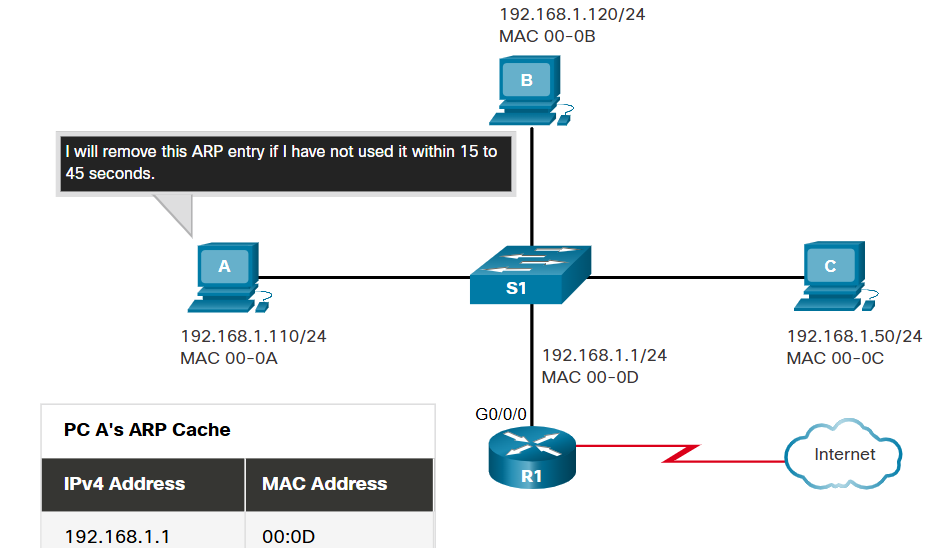 192.168.1.120/24
MAC 00-0B
B
I will remove this ARP entry if I have not used it within 15 to
45 seconds.
A
S1
C
192.168.1.110/24
MAC 00-0A
192.168.1.50/24
MAC 00-0C
192.168.1.1/24
MAC 00-0D
G0/0/0
R1
Internet
PC A's ARP Cache
IPv4 Address MAC Address
192.168.1.1 00:0D